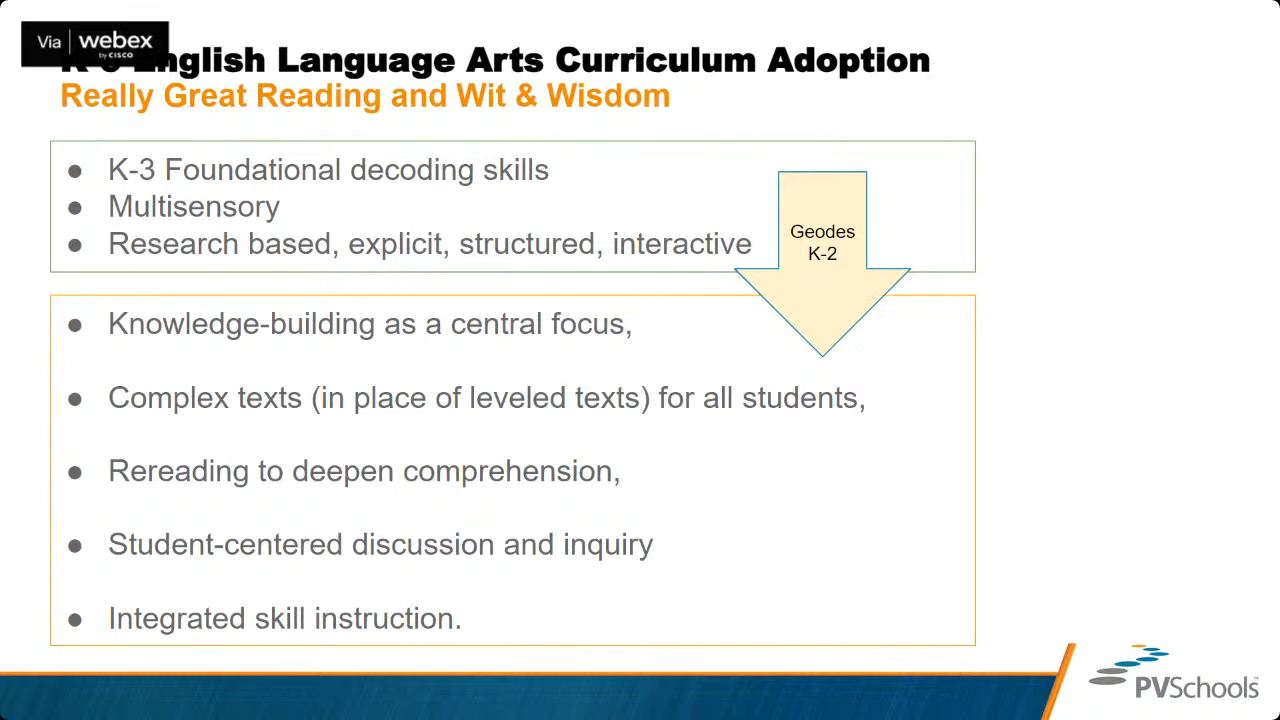 Via webex
by CISCO
English Language Arts Curriculum Adoption
Really Great Reading and Wit & Wisdom
● K-3 Foundational decoding skills
● Multisensory
● Research based, explicit, structured, interactive
Geodes
K-2
● Knowledge-building as a central focus,
● Complex texts (in place of leveled texts) for all students,
● Rereading to deepen comprehension,
● Student-centered discussion and inquiry
● Integrated skill instruction.
PVSchools